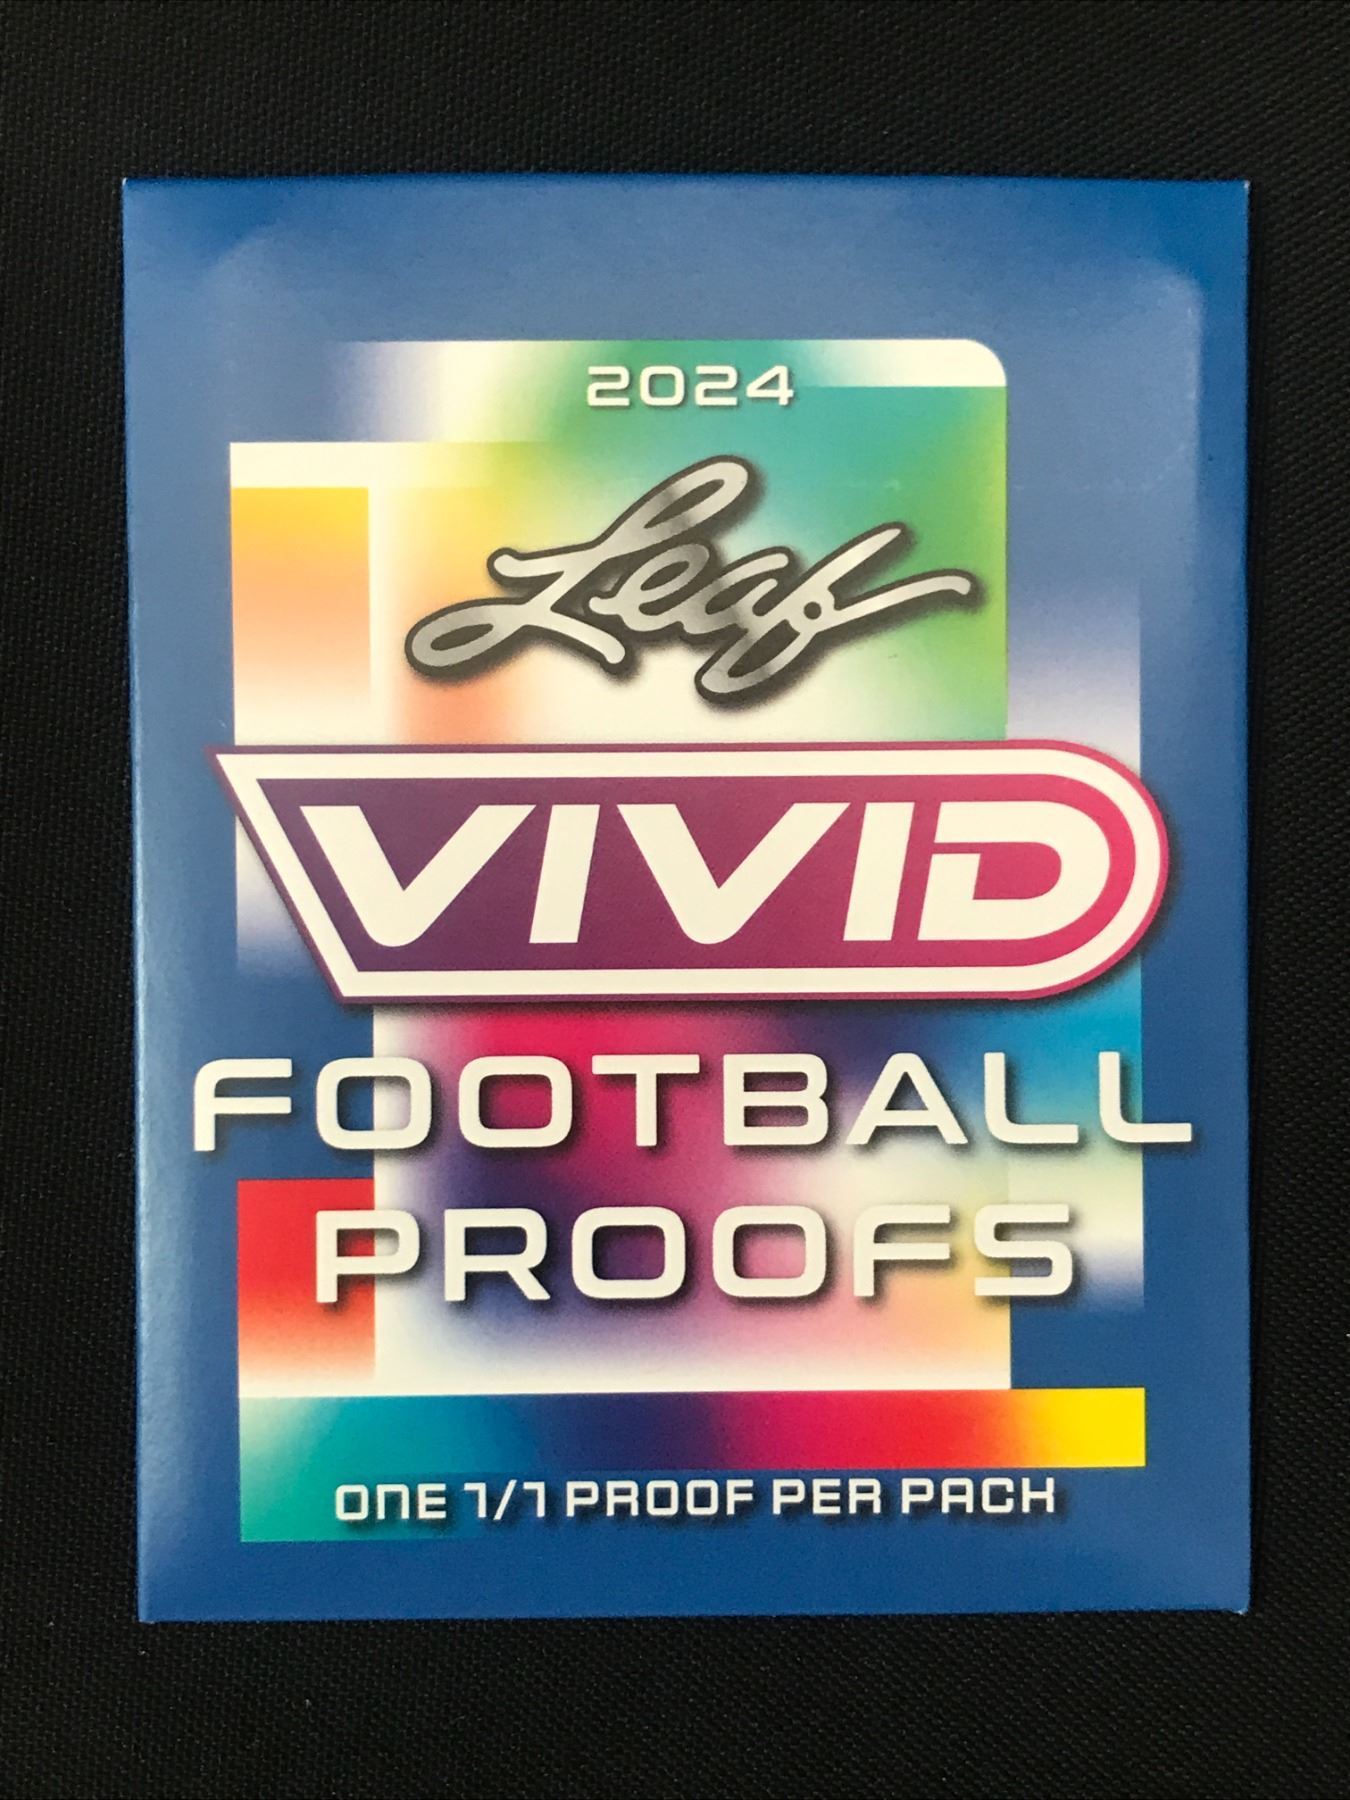 2024
Leaf
VIVID
FOOTBALL
PROOFS
ONE 1/1 PROOF PER PACK